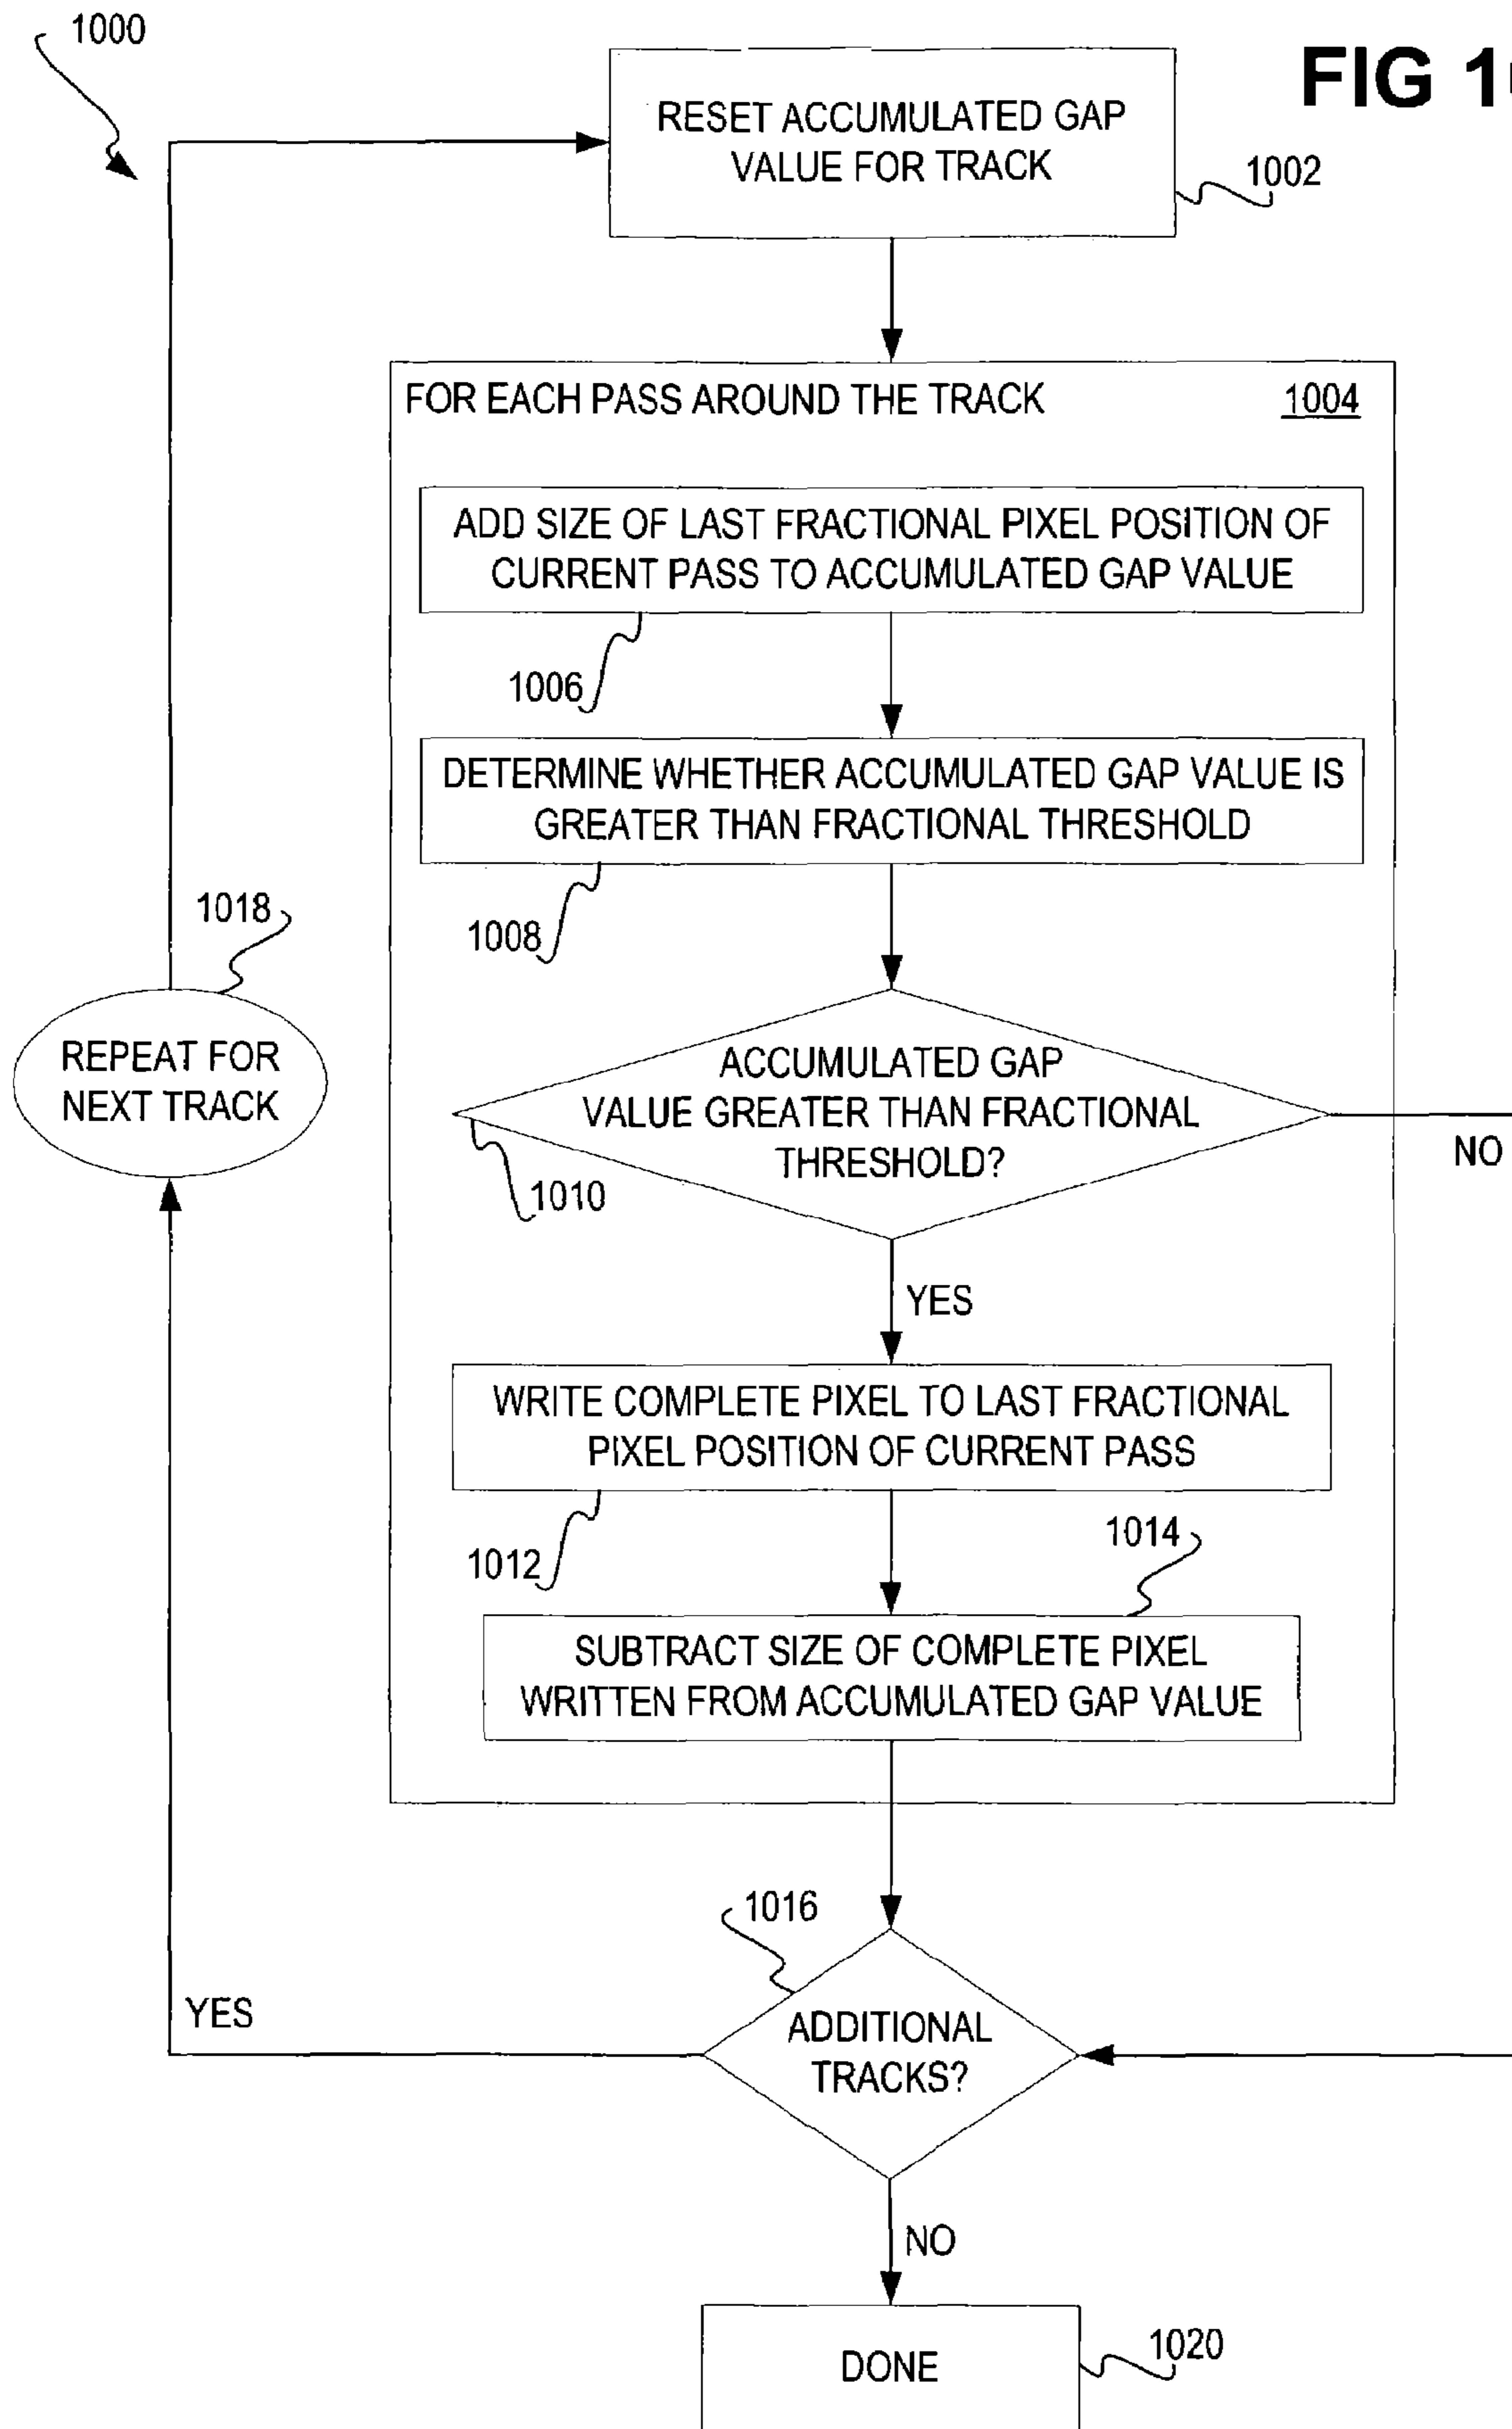 1000
FIG 1
RESET ACCUMULATED GAP
VALUE FOR TRACK
1002
FOR EACH PASS AROUND THE TRACK
1004
ADD SIZE OF LAST FRACTIONAL PIXEL POSITION OF
CURRENT PASS TO ACCUMULATED GAP VALUE
1006
DETERMINE WHETHER ACCUMULATED GAP VALUE IS
GREATER THAN FRACTIONAL THRESHOLD
1008
1018
REPEAT FOR
NEXT TRACK
ACCUMULATED GAP
VALUE GREATER THAN FRACTIONAL
THRESHOLD?
NO
1010
YES
WRITE COMPLETE PIXEL TO LAST FRACTIONAL
PIXEL POSITION OF CURRENT PASS
1012
1014
SUBTRACT SIZE OF COMPLETE PIXEL
WRITTEN FROM ACCUMULATED GAP VALUE
1016
YES
ADDITIONAL
TRACKS?
NO
DONE
1020